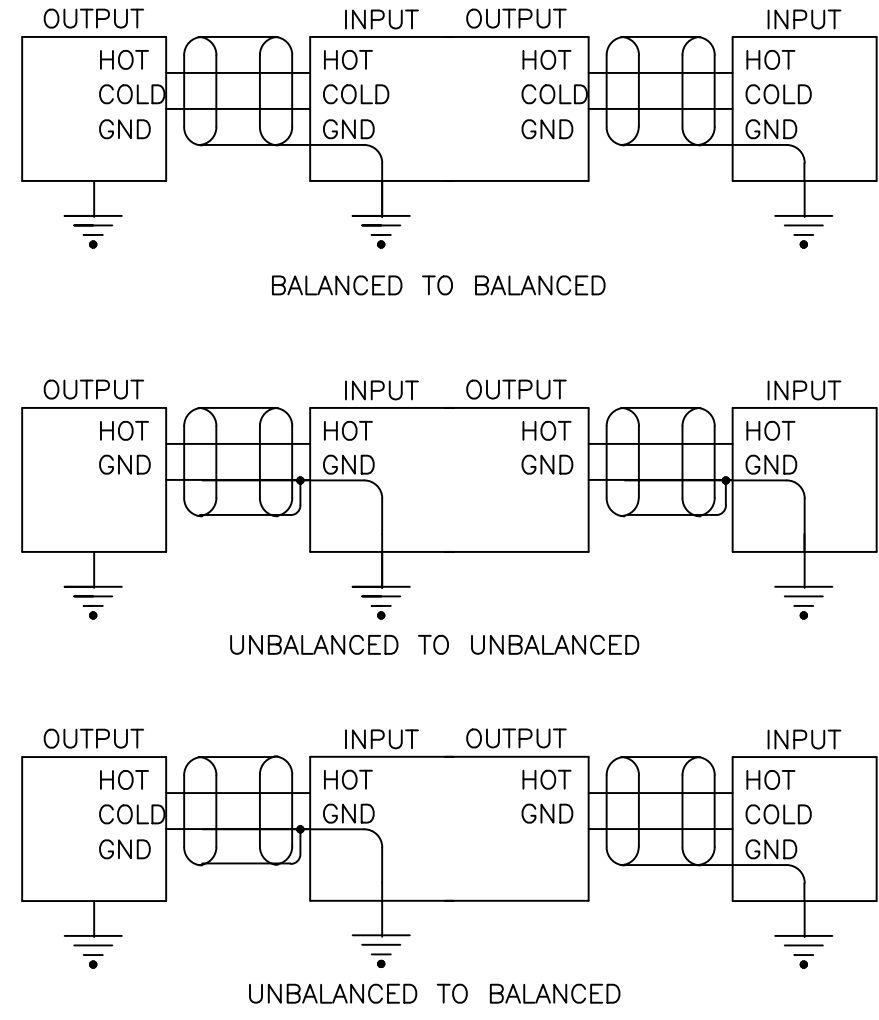 OUTPUT INPUT OUTPUT INPUT
HOT HOT HOT HOT
COLD COLD COLD COLD
GND GND GND GND
BALANCED TO BALANCED
OUTPUT INPUT OUTPUT INPUT
HOT HOT HOT HOT
GND GND GND GND
UNBALANCED TO UNBALANCED
OUTPUT INPUT OUTPUT INPUT
HOT HOT HOT HOT
COLD GND GND COLD
GND GND
UNBALANCED TO BALANCED